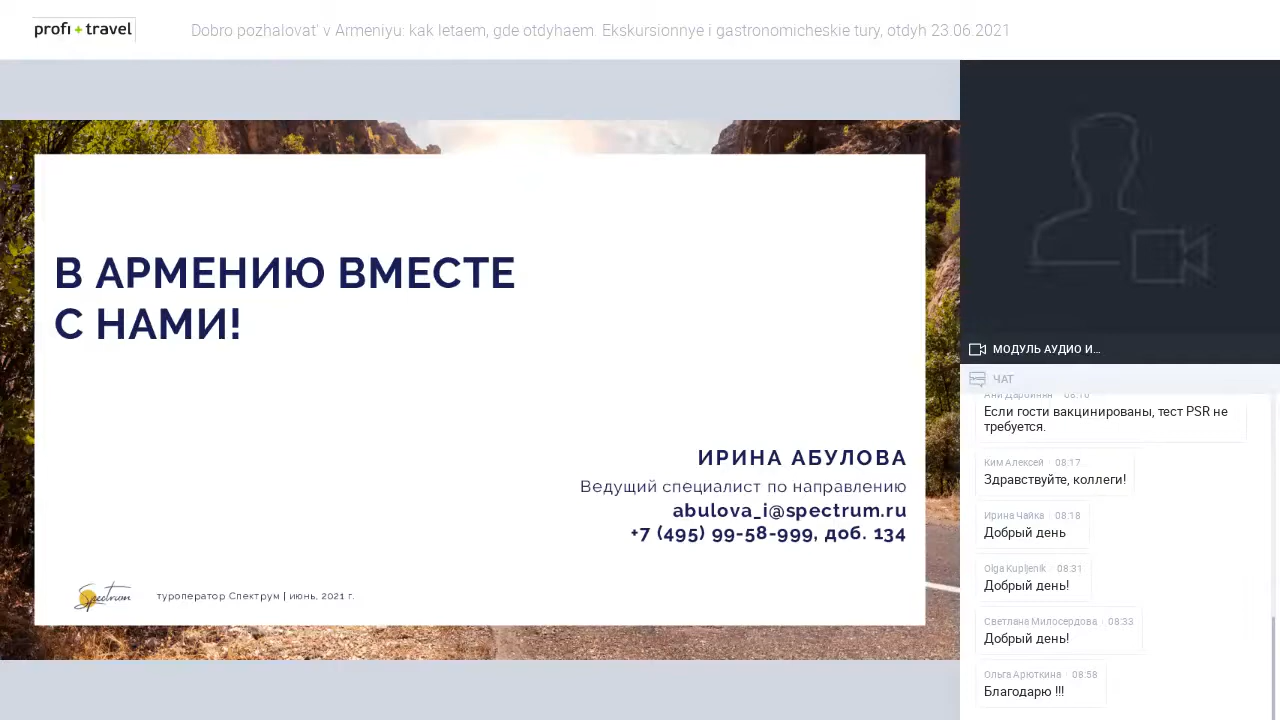 profi travel
Dobro pozhalovat' v Armeniyu: kak letaem, gde otdyhaem. Ekskursionnye i gastronomicheskie tury, otdyh 23.06.2021
В АРМЕНИЮ ВМЕСТЕ
С НАМИ!
ИРИНА АБУЛОВА
Ведущий специалист по направлению
abulova_i@spectrum.ru
+7 (495) 99-58-999, доб. 134
Spectrum
туроператор Спектрум | июнь, 2021 г.
МОДУЛЬ АУДИО И...
ЧАТ
Ани Дарбинян 08:16
Если гости вакцинированы, тест PSR не
требуется.
Ким Алексей 08:17
Здравствуйте, коллеги!
Ирина Чайка 08:18
Добрый день
Olga Kupljenik 08:31
Добрый день!
Светлана Милосердова 08:33
Добрый день!
Ольга Арюткина 08:58
Благодарю !!!